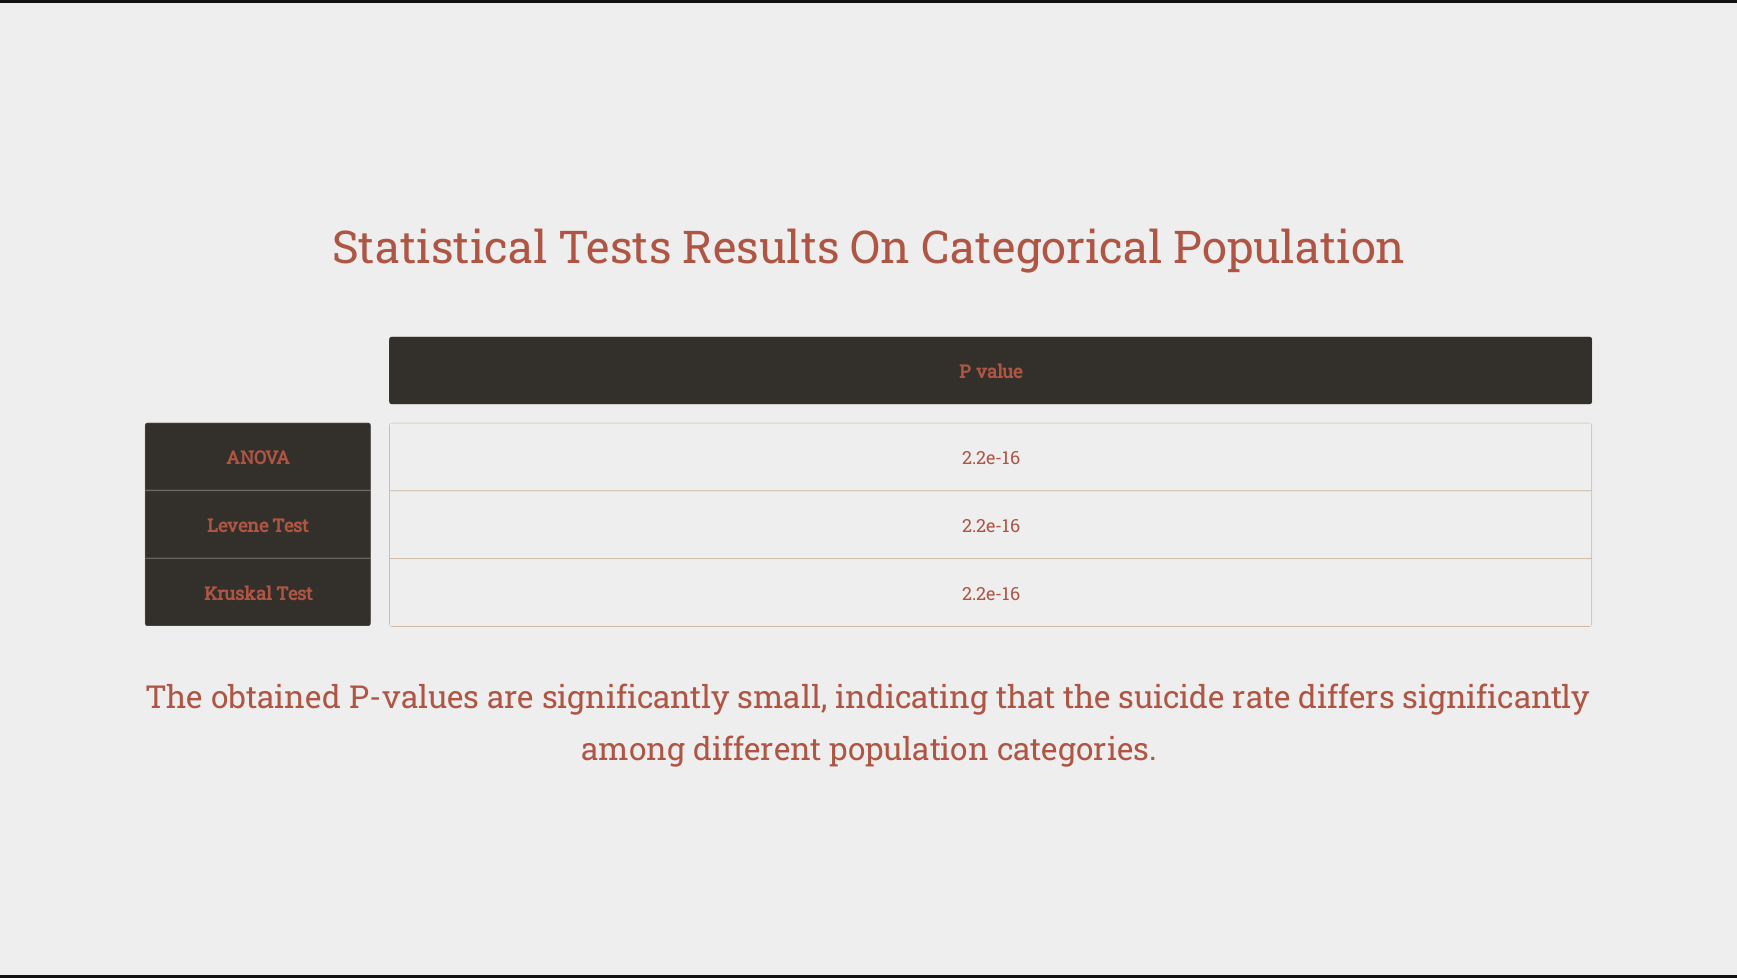 Statistical Tests Results On Categorical Population
P value
ANOVA 2.2e-16
Levene Test 2.2e-16
Kruskal Test 2.2e-16
The obtained P-values are significantly small, indicating that the suicide rate differs significantly
among different population categories.